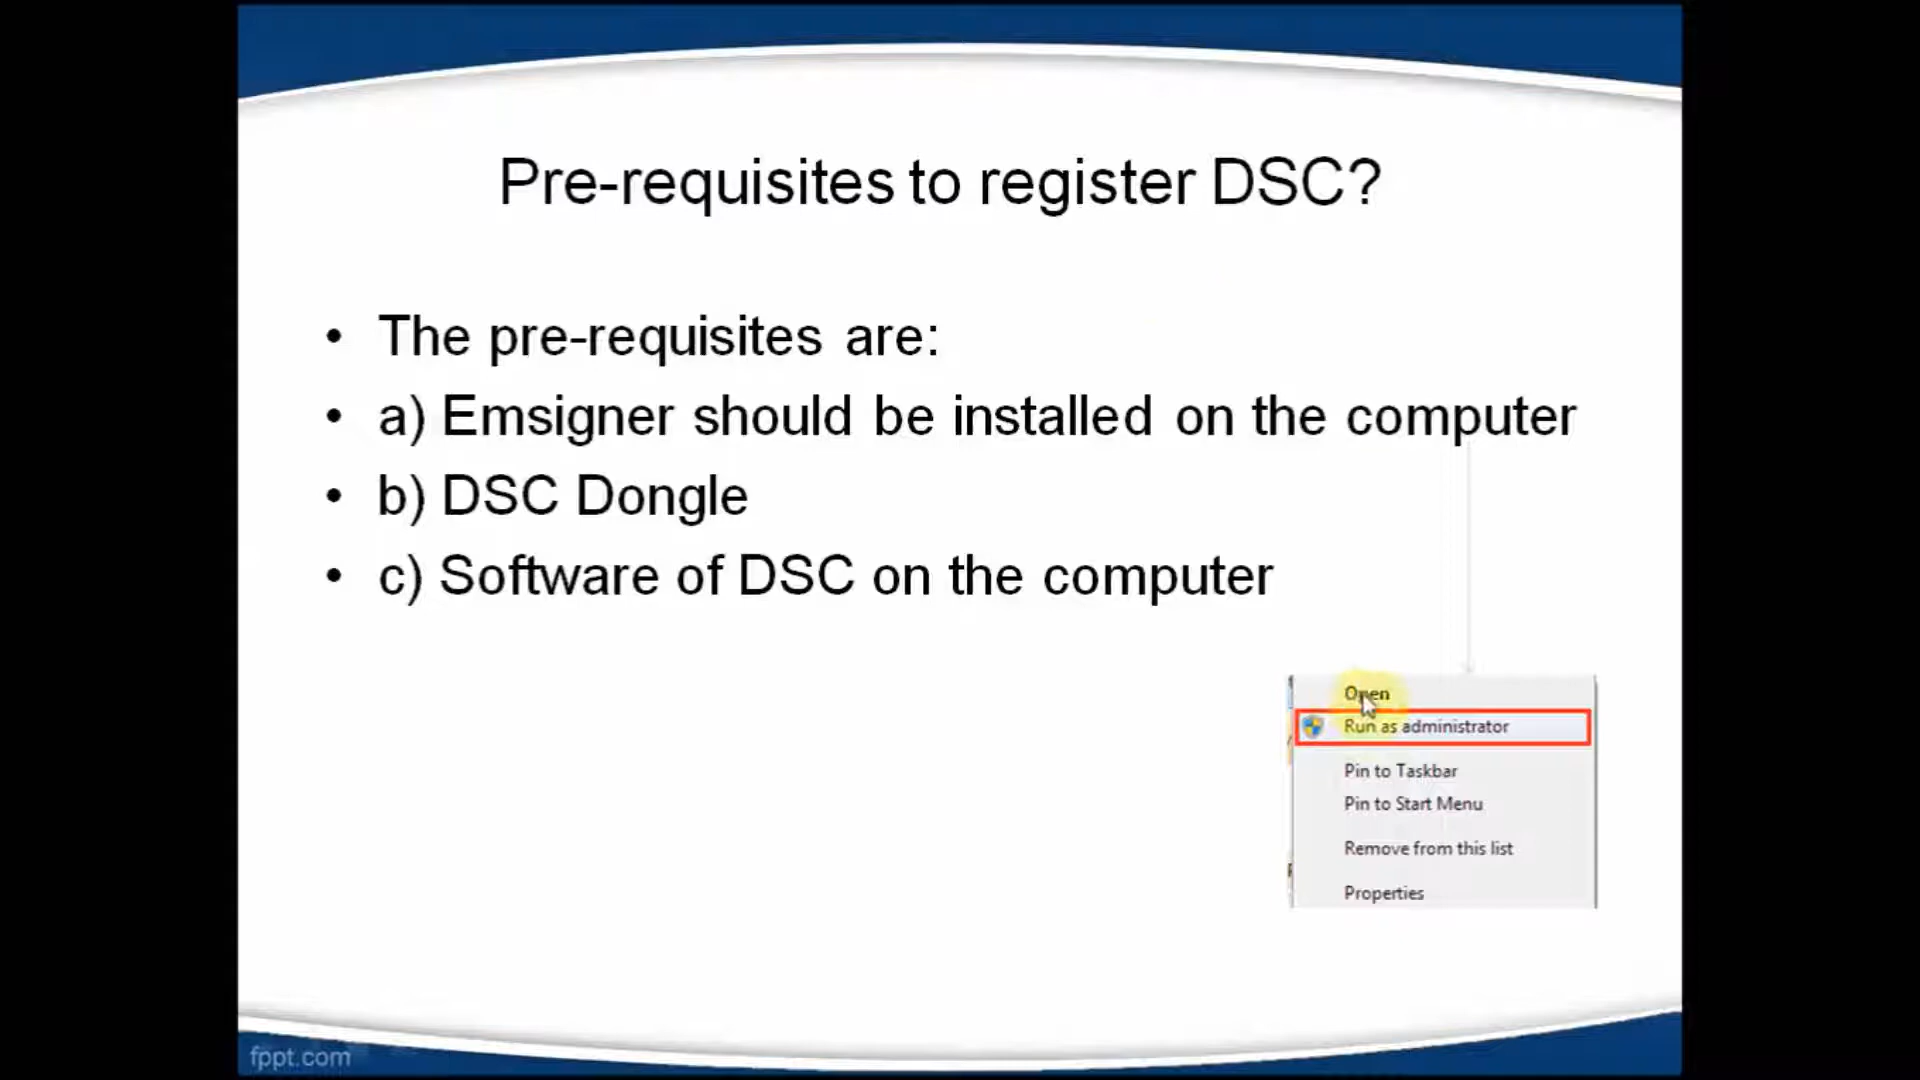 Pre-requisites to register DSC?
• The pre-requisites are:
• a) Emsigner should be installed on the computer
• b) DSC Dongle
• c) Software of DSC on the computer
Open
Run as administrator
Pin to Taskbar
Pin to Start Menu
Remove from this list
Properties
fppt.com